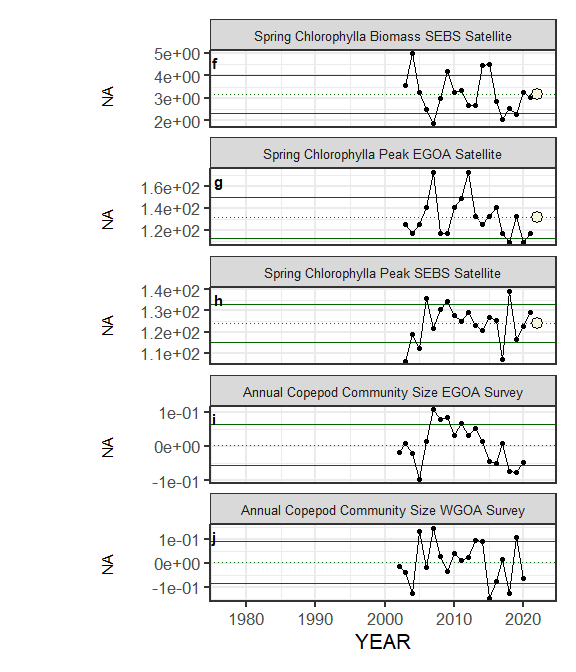 Spring Chlorophylla Biomass SEBS Satellite
f
5e+00
4e+00
3e+00
2e+00
NA
Spring Chlorophylla Peak EGOA Satellite
g
1.6e+02
1.4e+02
1.2e+02
NA
Spring Chlorophylla Peak SEBS Satellite
h
1.4e+02
1.3e+02
1.2e+02
1.1e+02
NA
Annual Copepod Community Size EGOA Survey
i
1e-01
0e+00
-1e-01
NA
Annual Copepod Community Size WGOA Survey
j
1e-01
0e+00
-1e-01
NA
1980 1990 2000 2010 2020
YEAR